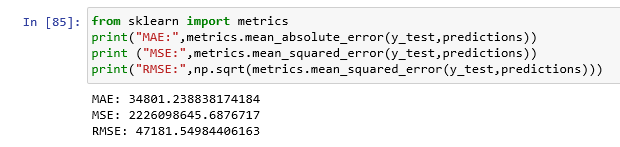 In [85]: from sklearn import metrics
print("MAE:",metrics.mean_absolute_error(y_test,predictions))
print ("MSE:",metrics.mean_squared_error(y_test,predictions))
print("RMSE:",np.sqrt(metrics.mean_squared_error(y_test,predictions)))
MAE: 34801.238838174184
MSE: 2226098645.6876717
RMSE: 47181.54984406163